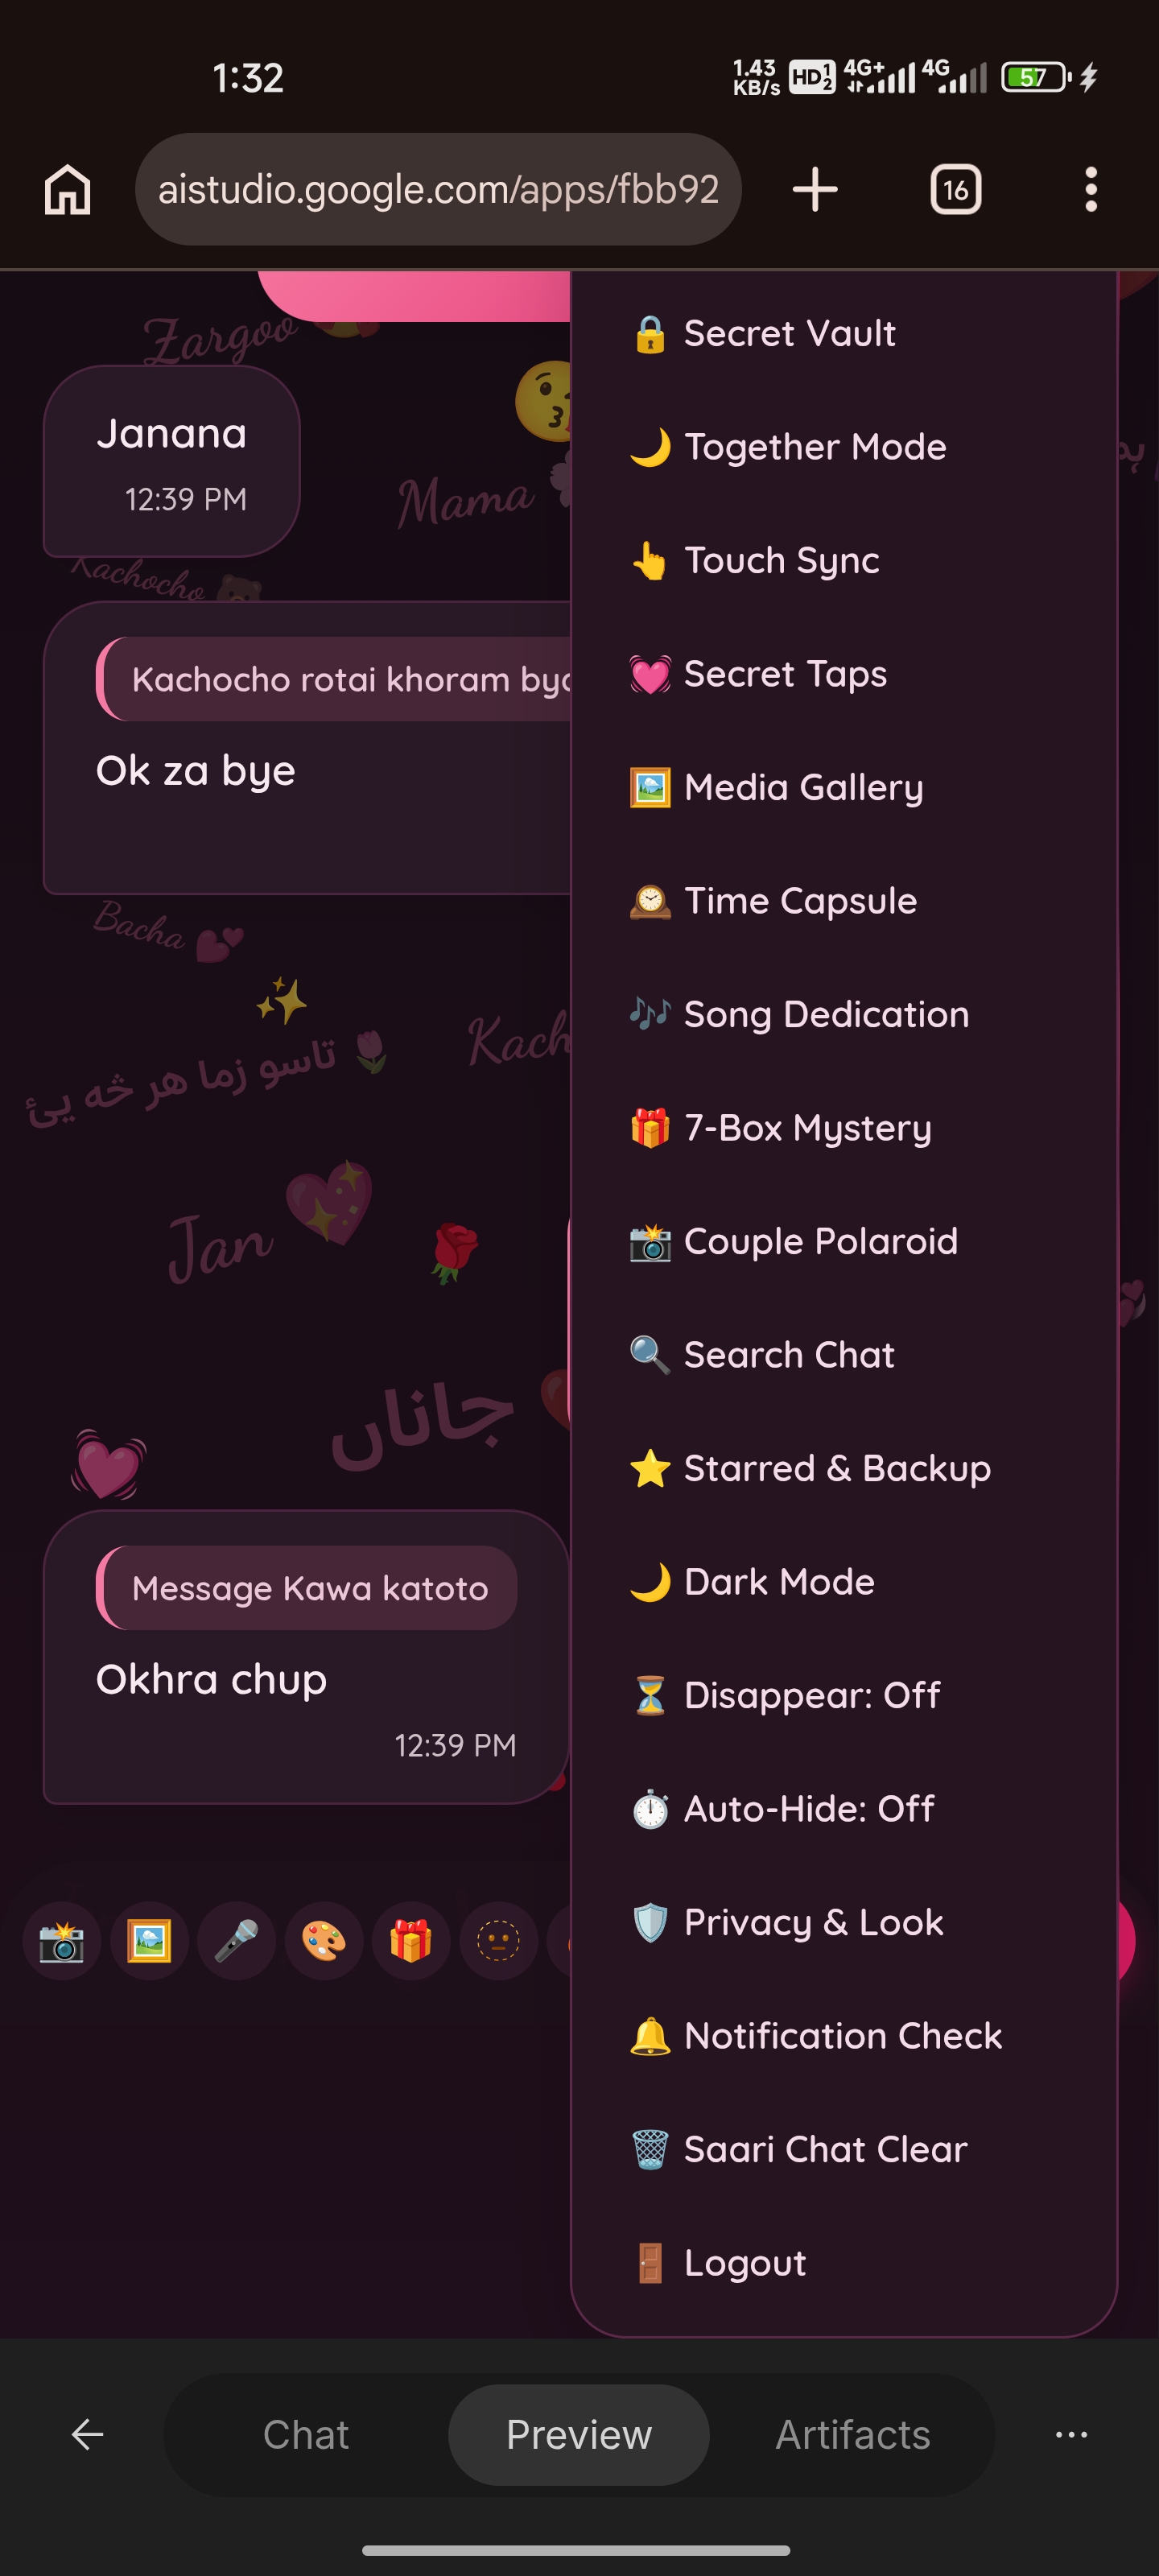 1:32
1.43
KB/s
HD 1 2
4G+
4G
57
aistudio.google.com/apps/fbb92
16
Zargoo
Janana
12:39 PM
Mama
Kachocho
Kachocho rotai khoram bya
Ok za bye
Bacha
Kach
تاسو زما هر څه یئ
Jan
جاناں
Message Kawa katoto
Okhra chup
12:39 PM
Secret Vault
Together Mode
Touch Sync
Secret Taps
Media Gallery
Time Capsule
Song Dedication
7-Box Mystery
Couple Polaroid
Search Chat
Starred & Backup
Dark Mode
Disappear: Off
Auto-Hide: Off
Privacy & Look
Notification Check
Saari Chat Clear
Logout
Chat
Preview
Artifacts